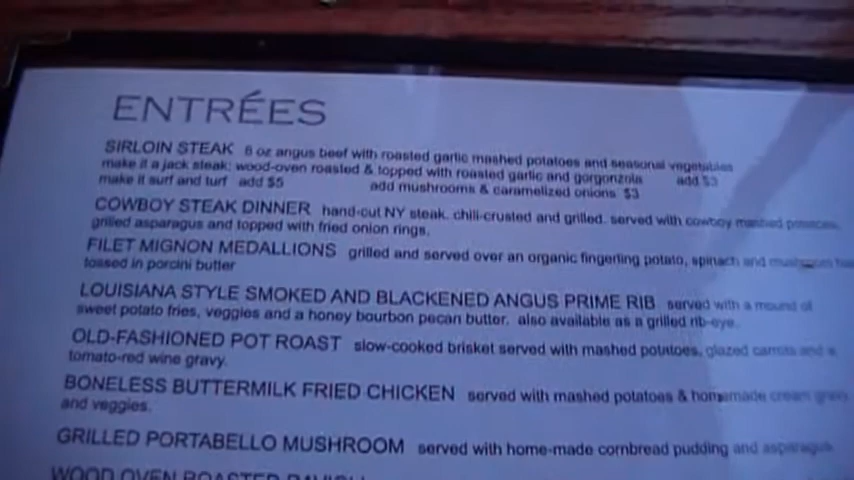 ENTRÉES
SIRLOIN STEAK 8 oz angus beef with roasted garlic mashed potatoes and seasonal vegetables
make it a jack steak: wood-oven roasted & topped with roasted garlic and gorgonzola add $3
make it surf and turf add $5 add mushrooms & caramelized onions $3
COWBOY STEAK DINNER hand-cut NY steak. chili-crusted and grilled. served with cowboy mashed potatoes,
grilled asparagus and topped with fried onion rings.
FILET MIGNON MEDALLIONS grilled and served over an organic fingerling potato, spinach and mushroom
tossed in porcini butter
LOUISIANA STYLE SMOKED AND BLACKENED ANGUS PRIME RIB served with a mound of
sweet potato fries, veggies and a honey bourbon pecan butter. also available as a grilled rib-eye.
OLD-FASHIONED POT ROAST slow-cooked brisket served with mashed potatoes, glazed carrots and a
tomato-red wine gravy.
BONELESS BUTTERMILK FRIED CHICKEN served with mashed potatoes & homemade cream gravy
and veggies.
GRILLED PORTABELLO MUSHROOM served with home-made cornbread pudding and asparagus.
WOOD OVEN ROASTED